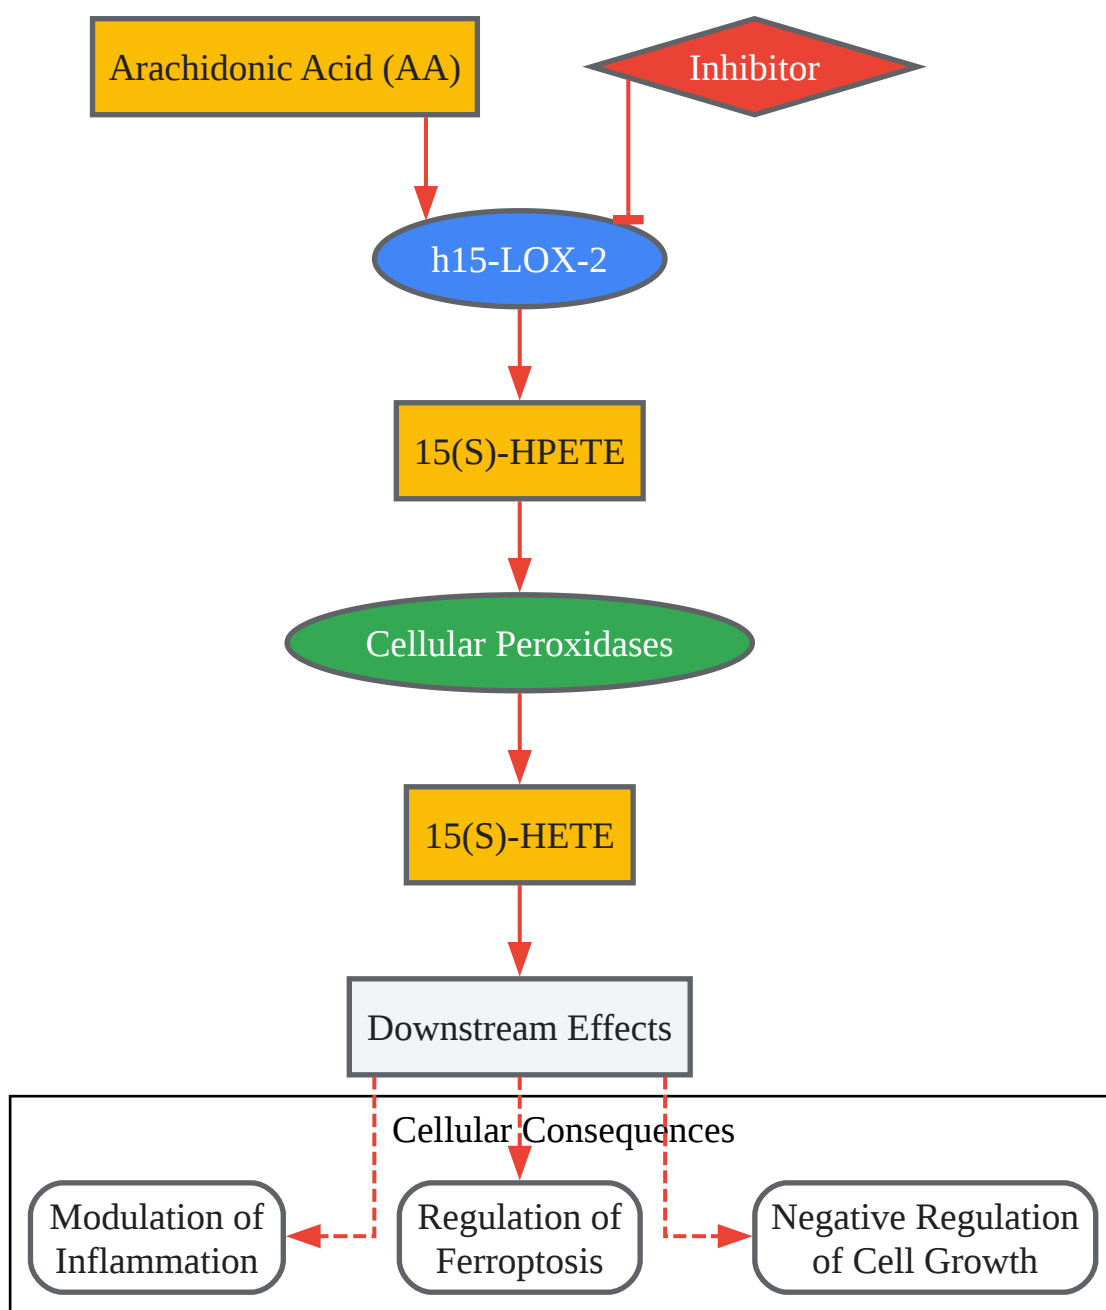 Arachidonic Acid (AA)
Inhibitor
h15-LOX-2
15(S)-HPETE
Cellular Peroxidases
15(S)-HETE
Downstream Effects
Cellular Consequences
Modulation of
Inflammation
Regulation of
Ferroptosis
Negative Regulation
of Cell Growth